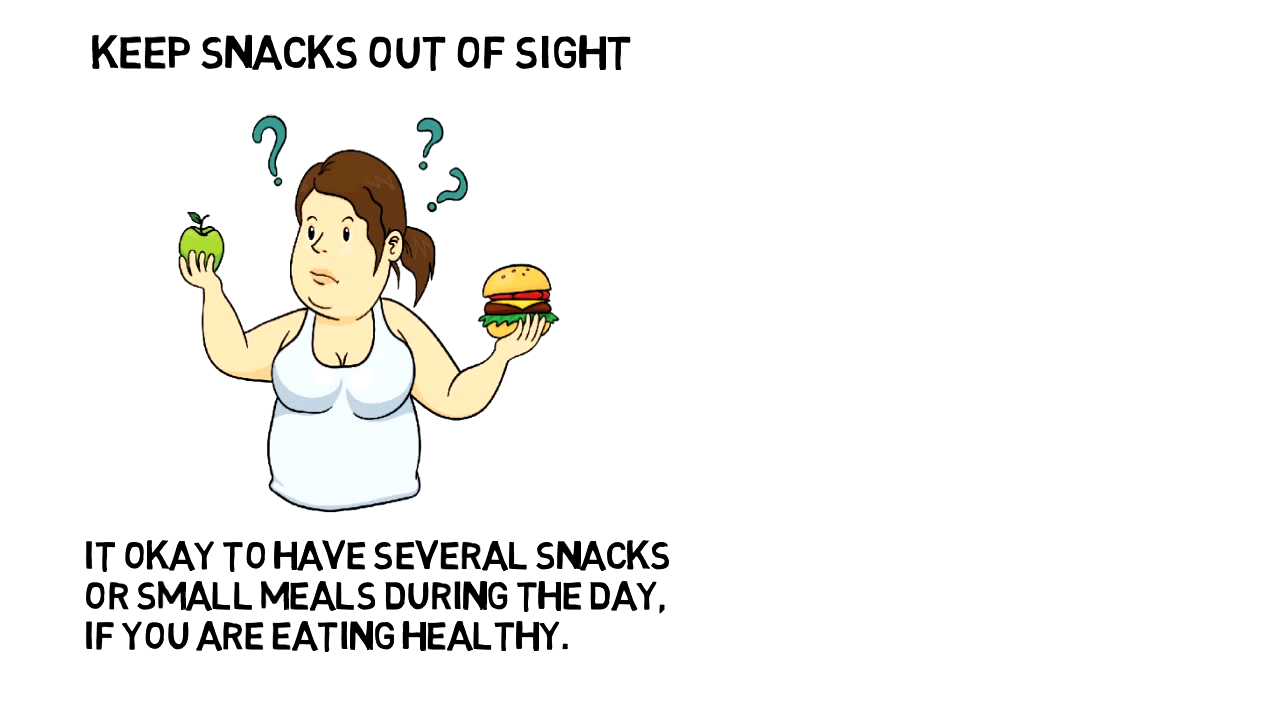 KEEP SNACKS OUT OF SIGHT
? ? ?
IT OKAY TO HAVE SEVERAL SNACKS
OR SMALL MEALS DURING THE DAY,
IF YOU ARE EATING HEALTHY.